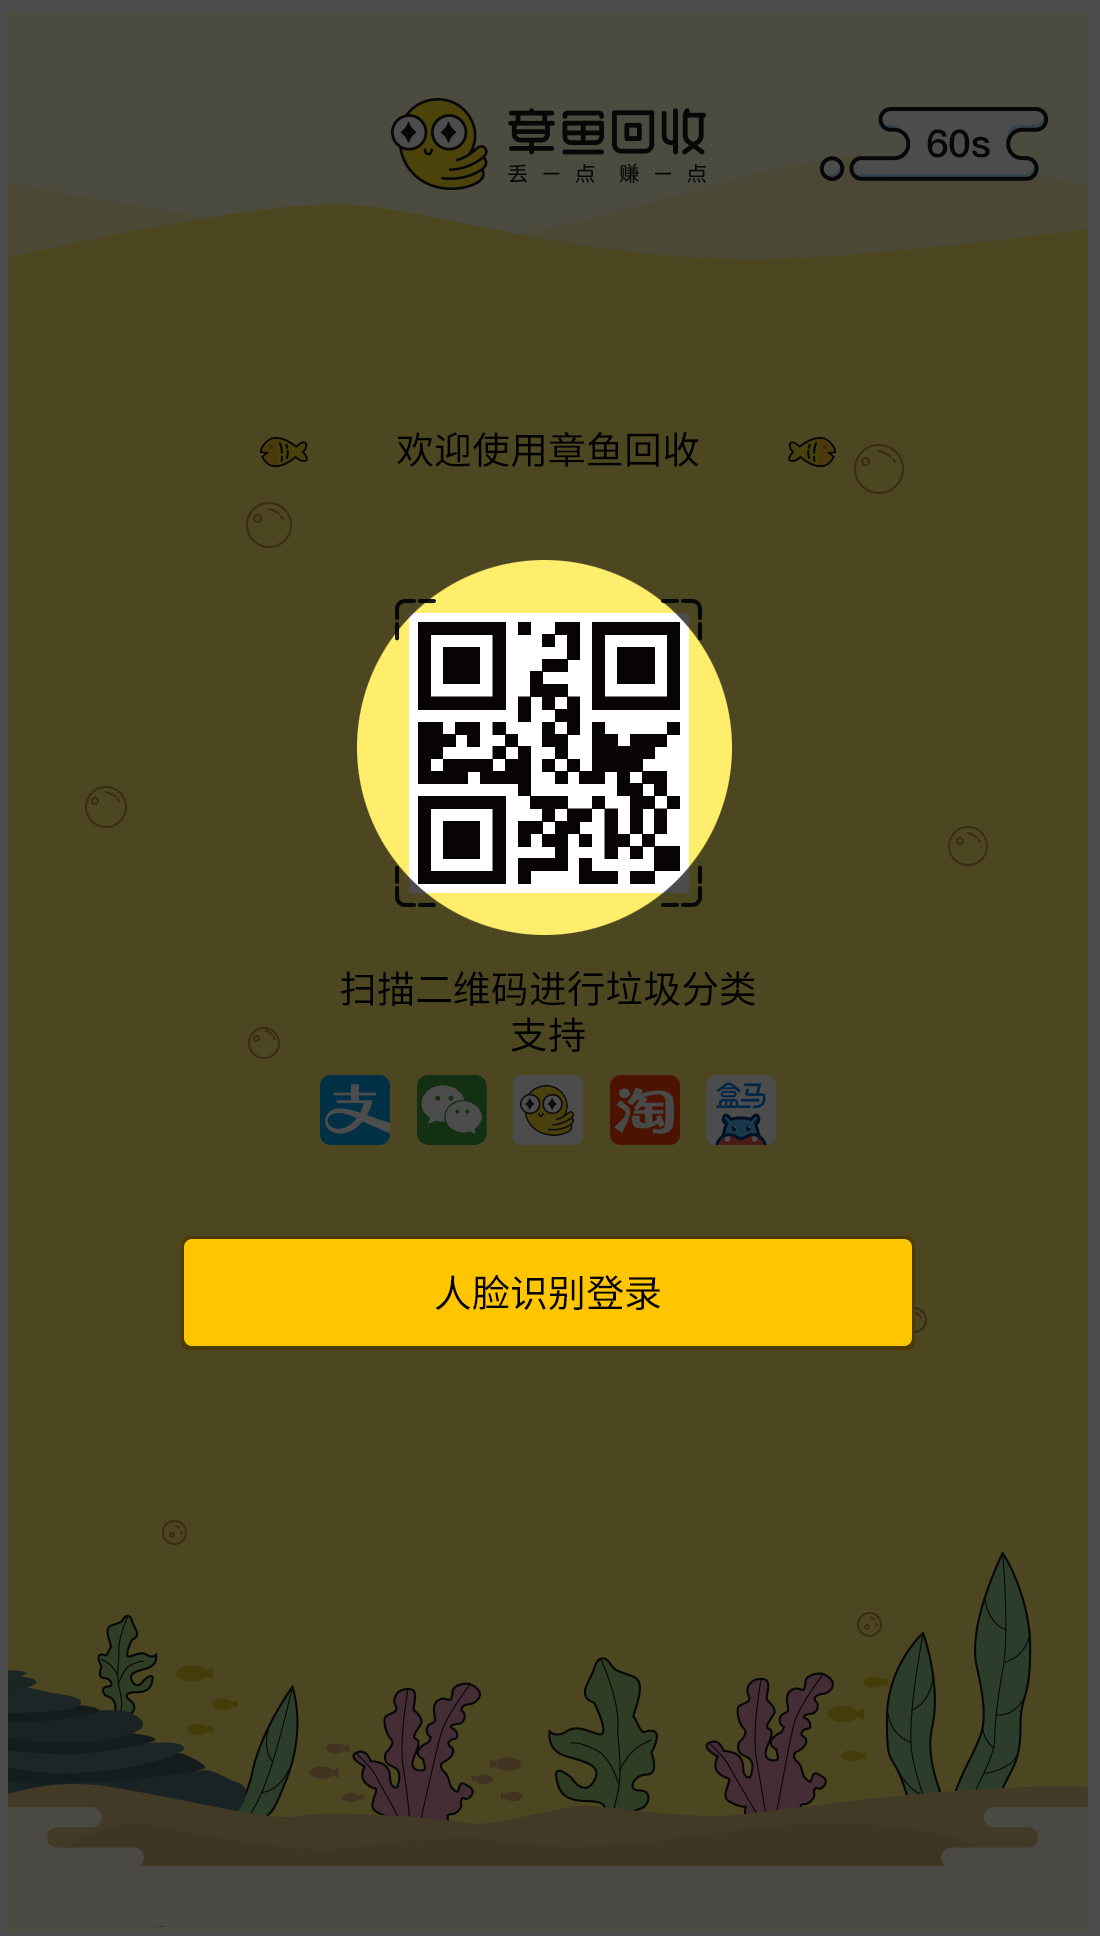 章鱼回收
丢一点 赚一点
60s
欢迎使用章鱼回收
扫描二维码进行垃圾分类
支持
支
淘
盒马
人脸识别登录